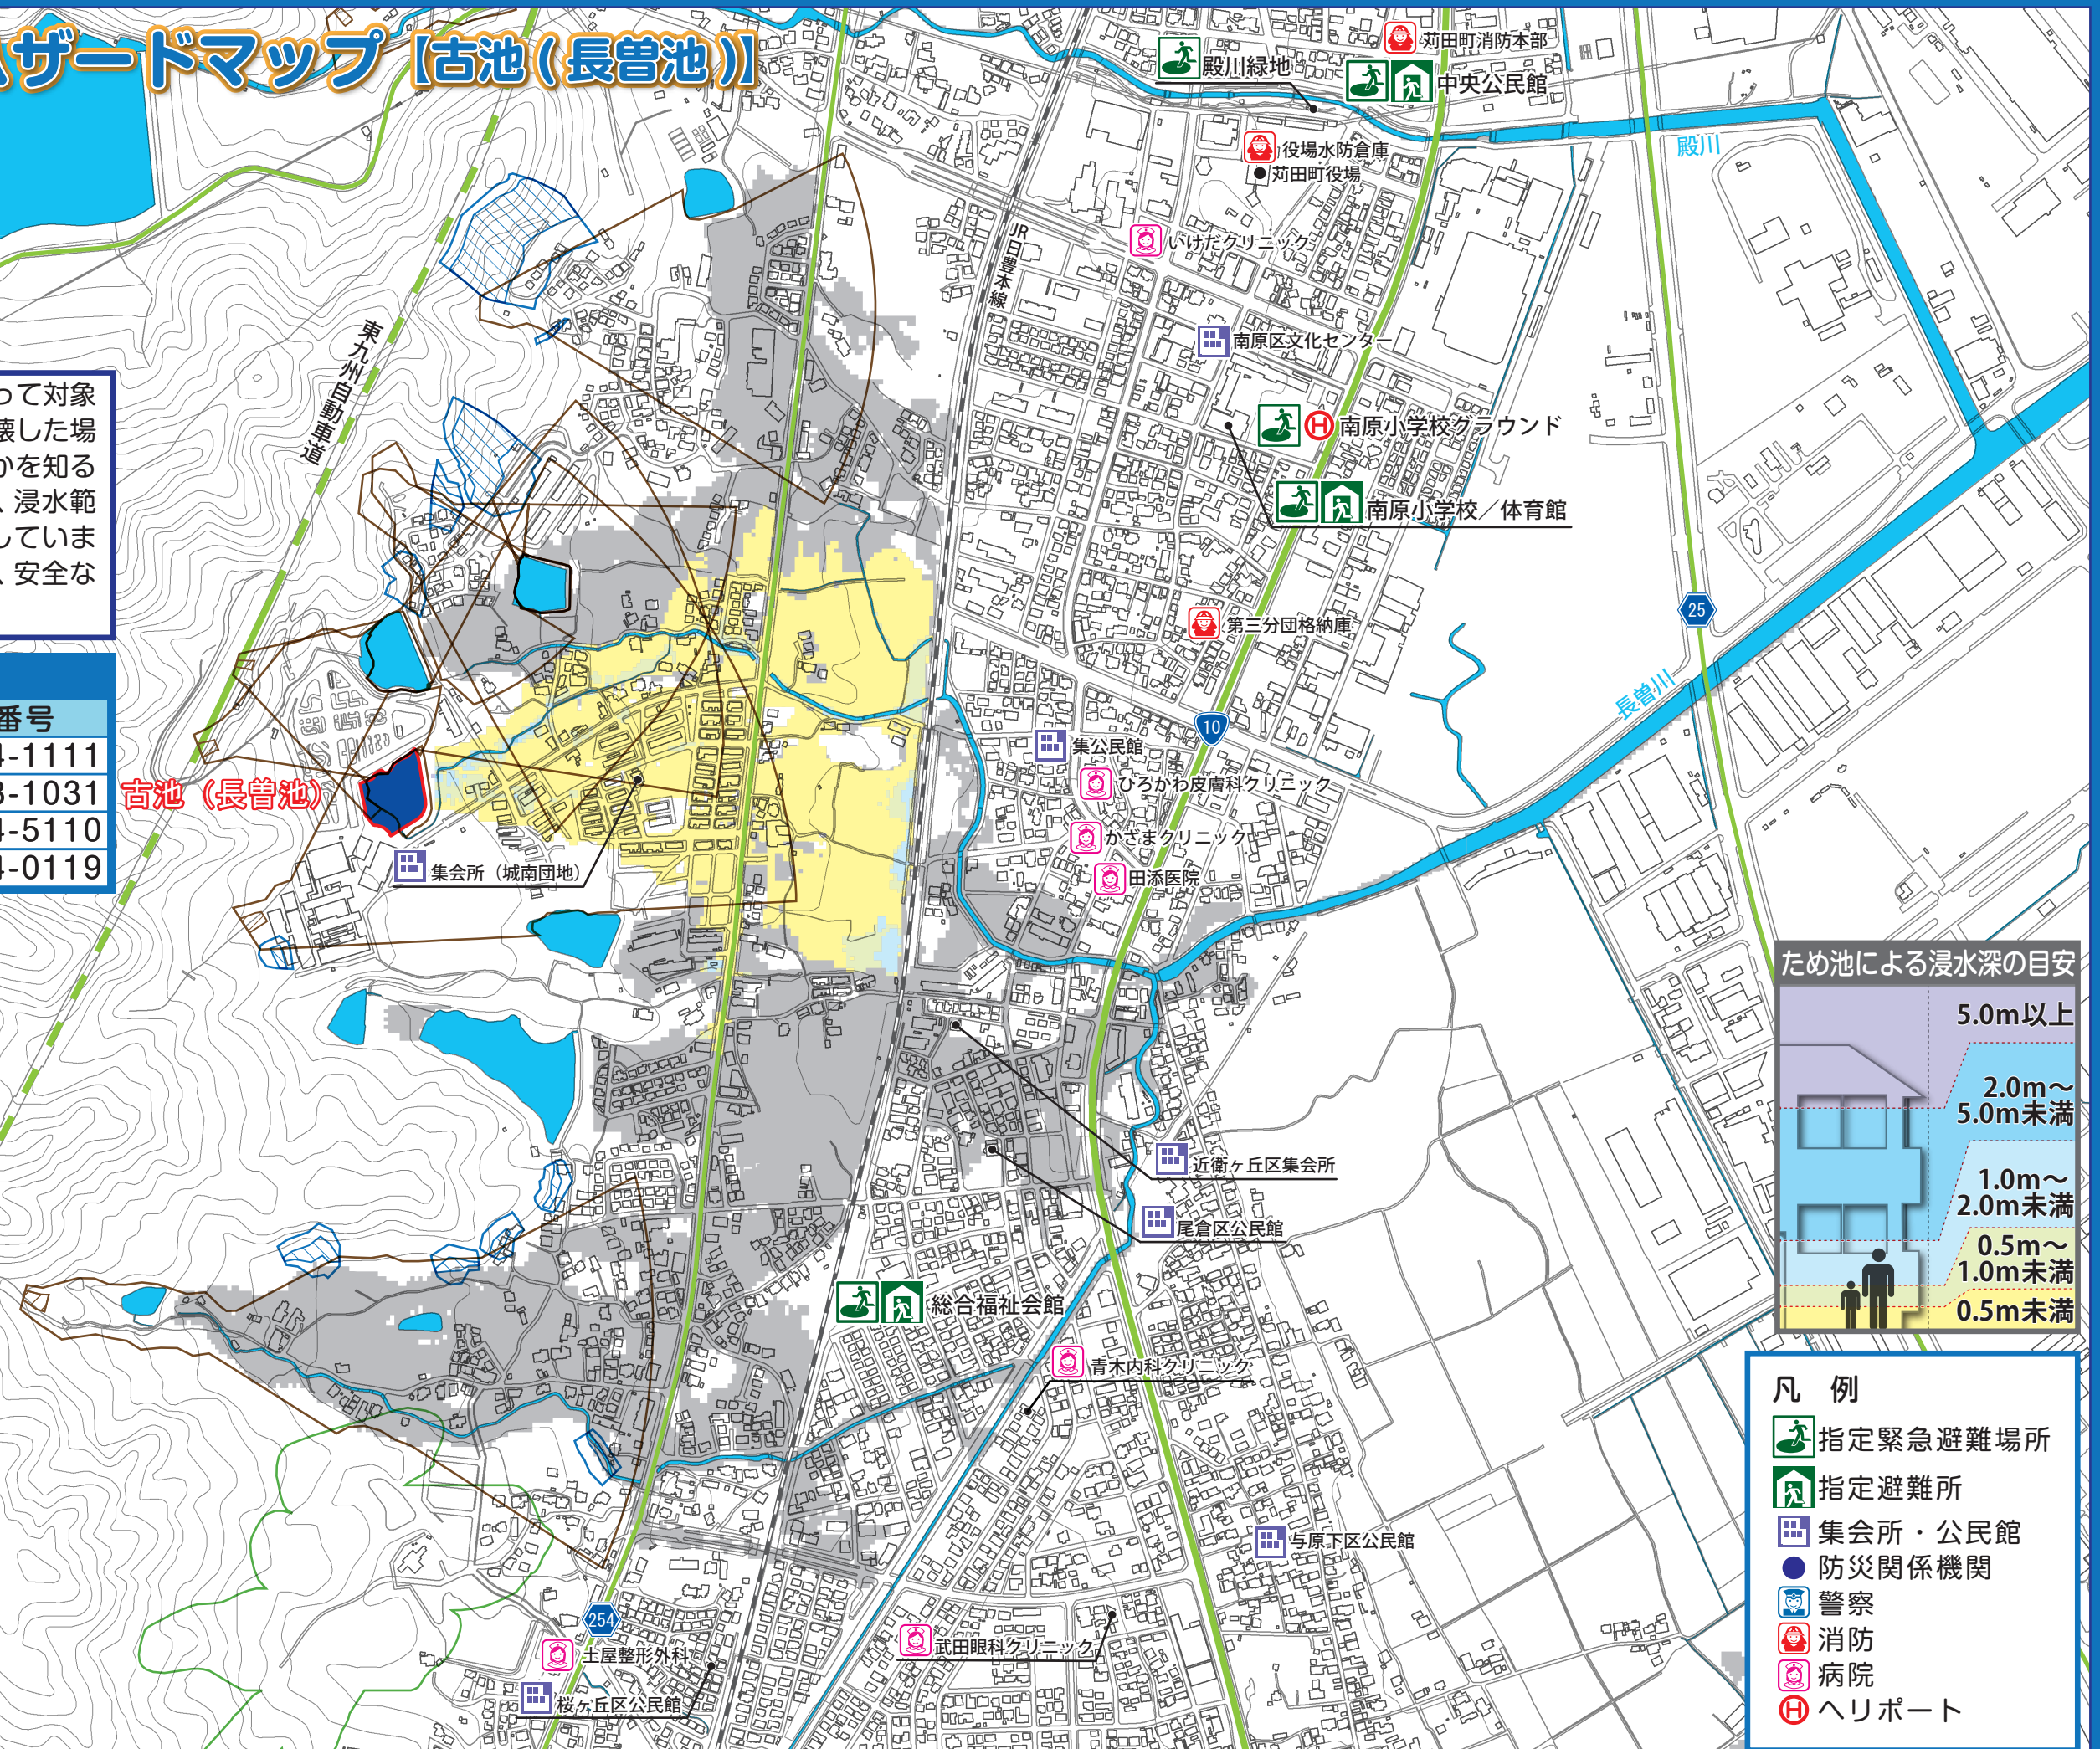 ザードマップ【古池(長曽池)】
って対象
壊した場
かを知る
、浸水範
していま
、安全な
番号
4-1111
3-1031
4-5110
4-0119
東九州自動車道
JR日豊本線
殿川緑地
苅田町消防本部
中央公民館
役場水防倉庫
苅田町役場
殿川
いけだクリニック
南原区文化センター
南原小学校グラウンド
南原小学校／体育館
第三分団格納庫
25
長曽川
10
集公民館
ひろかわ皮膚科クリニック
かざまクリニック
田添医院
古池（長曽池）
集会所（城南団地）
近衛ヶ丘区集会所
尾倉区公民館
総合福祉会館
青木内科クリニック
与原下区公民館
254
土屋整形外科
武田眼科クリニック
桜ヶ丘区公民館
ため池による浸水深の目安
5.0m以上
2.0m～
5.0m未満
1.0m～
2.0m未満
0.5m～
1.0m未満
0.5m未満
凡 例
指定緊急避難場所
指定避難所
集会所・公民館
防災関係機関
警察
消防
病院
H ヘリポート